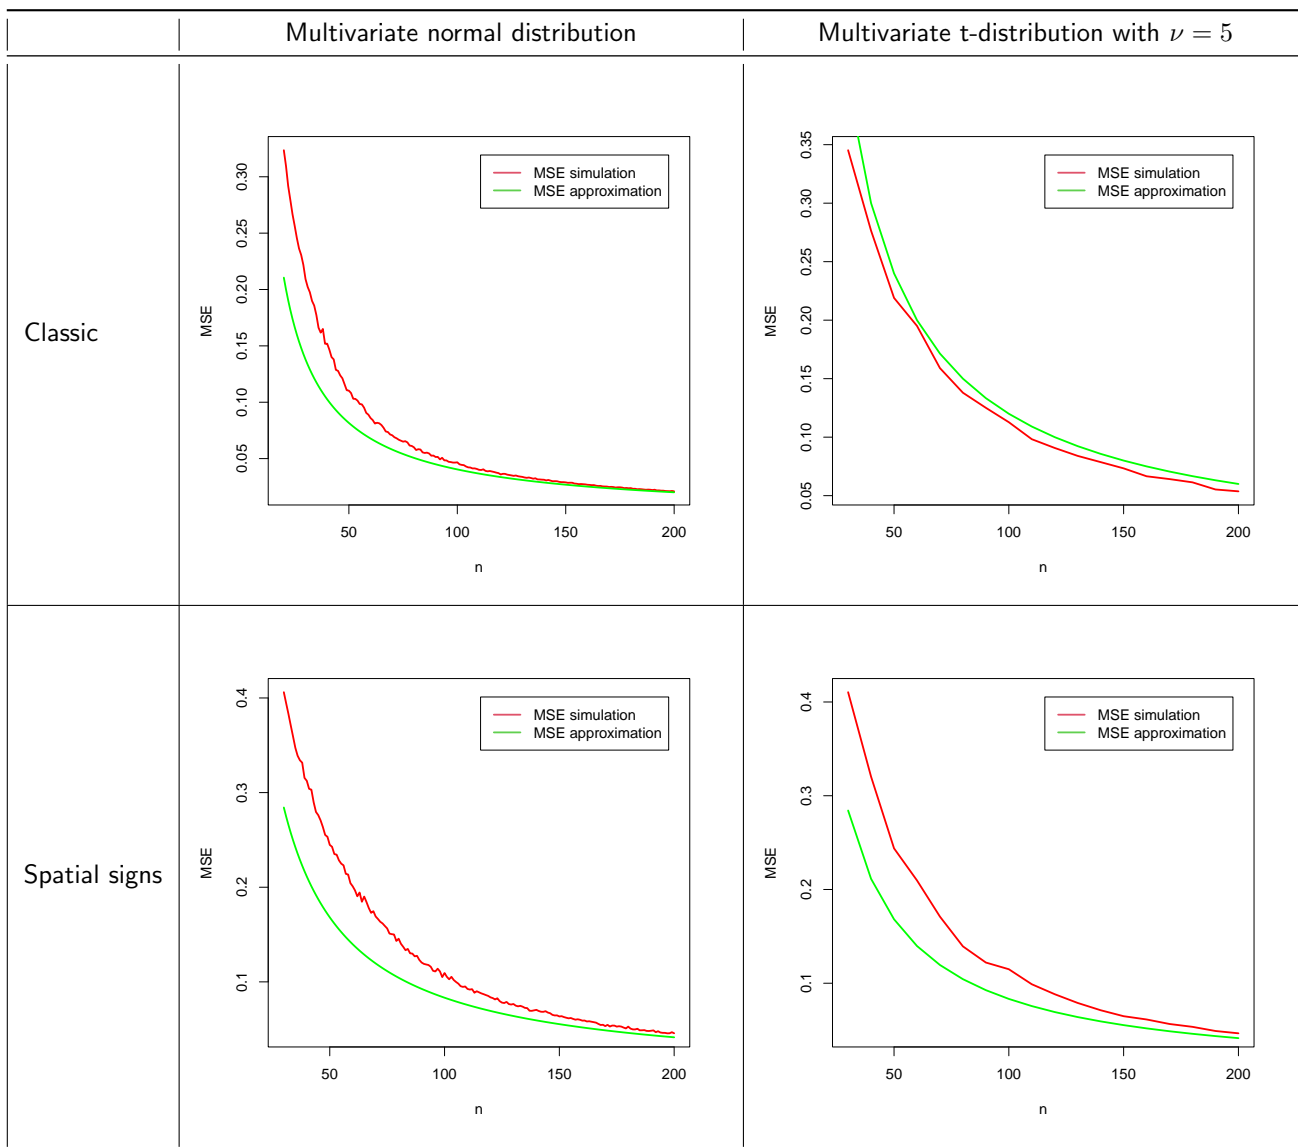 Multivariate normal distribution
Multivariate t-distribution with ν = 5
Classic
MSE
0.05 0.10 0.15 0.20 0.25 0.30
MSE simulation
MSE approximation
50 100 150 200
n
MSE
0.05 0.10 0.15 0.20 0.25 0.30 0.35
MSE simulation
MSE approximation
50 100 150 200
n
Spatial signs
MSE
0.1 0.2 0.3 0.4
MSE simulation
MSE approximation
50 100 150 200
n
MSE
0.1 0.2 0.3 0.4
MSE simulation
MSE approximation
50 100 150 200
n